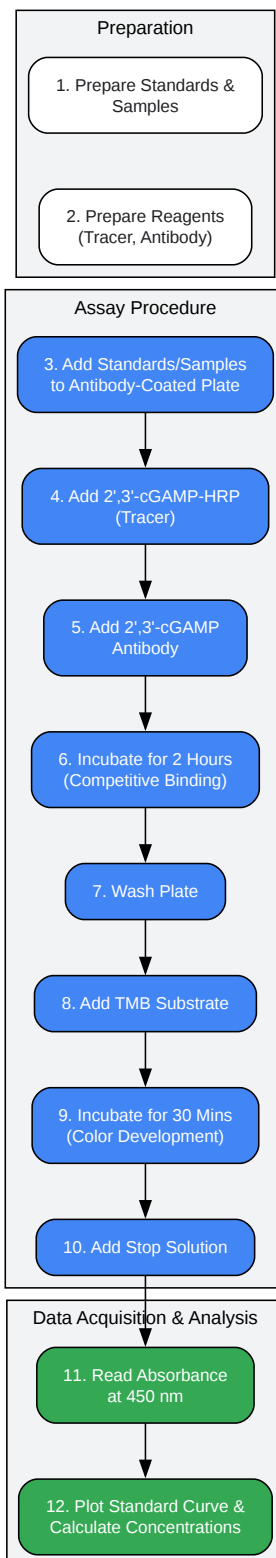 Preparation
1. Prepare Standards &
Samples
2. Prepare Reagents
(Tracer, Antibody)
Assay Procedure
3. Add Standards/Samples
to Antibody-Coated Plate
4. Add 2',3'-cGAMP-HRP
(Tracer)
5. Add 2',3'-cGAMP
Antibody
6. Incubate for 2 Hours
(Competitive Binding)
7. Wash Plate
8. Add TMB Substrate
9. Incubate for 30 Mins
(Color Development)
10. Add Stop Solution
Data Acquisition & Analysis
11. Read Absorbance
at 450 nm
12. Plot Standard Curve &
Calculate Concentrations